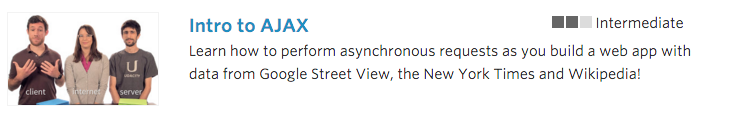 Intro to AJAX
Intermediate
Learn how to perform asynchronous requests as you build a web app with
data from Google Street View, the New York Times and Wikipedia!
client internet server
U
UDACITY